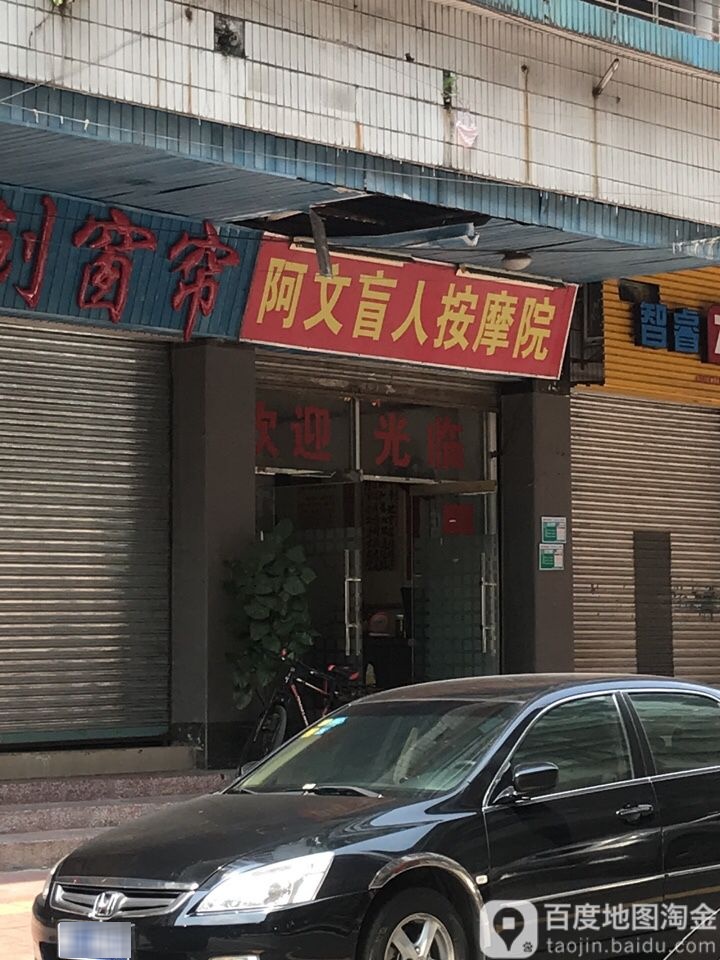 创窗帘
阿文盲人按摩院
智睿
欢迎光临
百度地图淘金
taojin.baidu.com